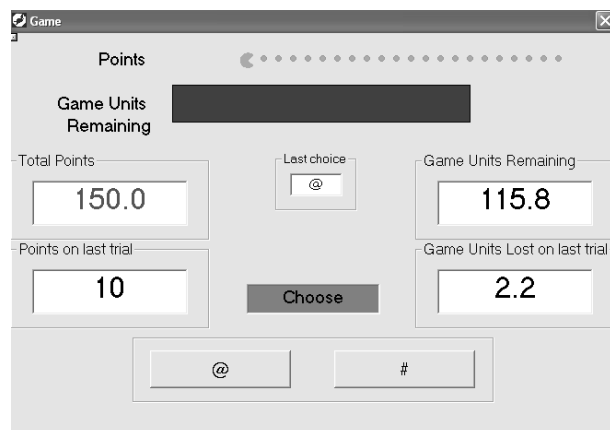 Game
Points
Game Units
Remaining
Total Points
150.0
Last choice
@
Game Units Remaining
115.8
Points on last trial
10
Choose
Game Units Lost on last trial
2.2
@
#